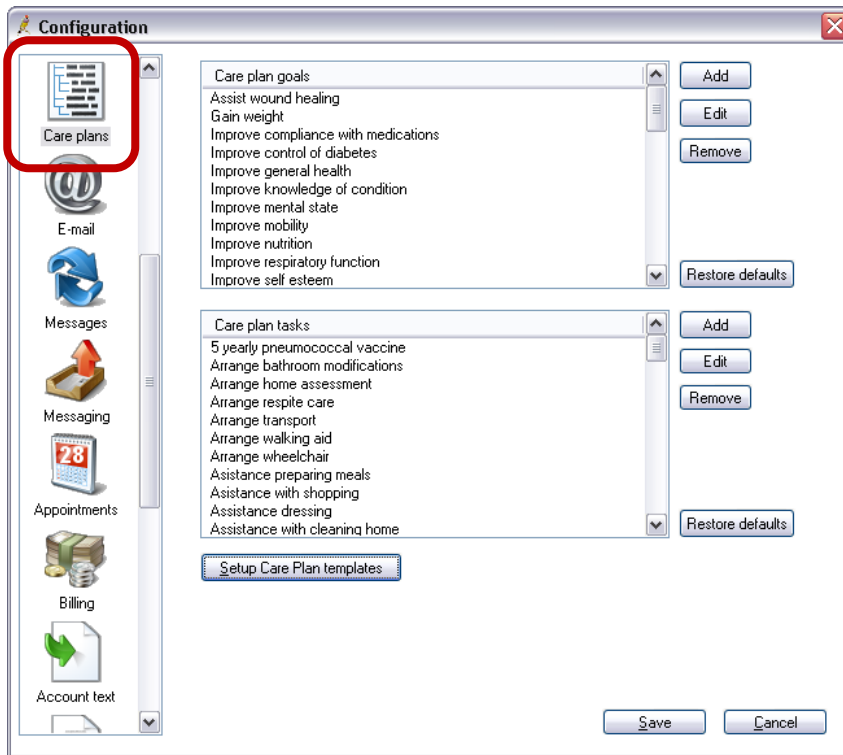 Configuration
Care plans
E-mail
Messages
Messaging
28
Appointments
Billing
Account text
Care plan goals
Assist wound healing
Gain weight
Improve compliance with medications
Improve control of diabetes
Improve general health
Improve knowledge of condition
Improve mental state
Improve mobility
Improve nutrition
Improve respiratory function
Improve self esteem
Add
Edit
Remove
Restore defaults
Care plan tasks
5 yearly pneumococcal vaccine
Arrange bathroom modifications
Arrange home assessment
Arrange respite care
Arrange transport
Arrange walking aid
Arrange wheelchair
Asistance preparing meals
Asistance with shopping
Assistance dressing
Assistance with cleaning home
Add
Edit
Remove
Restore defaults
Setup Care Plan templates
Save
Cancel